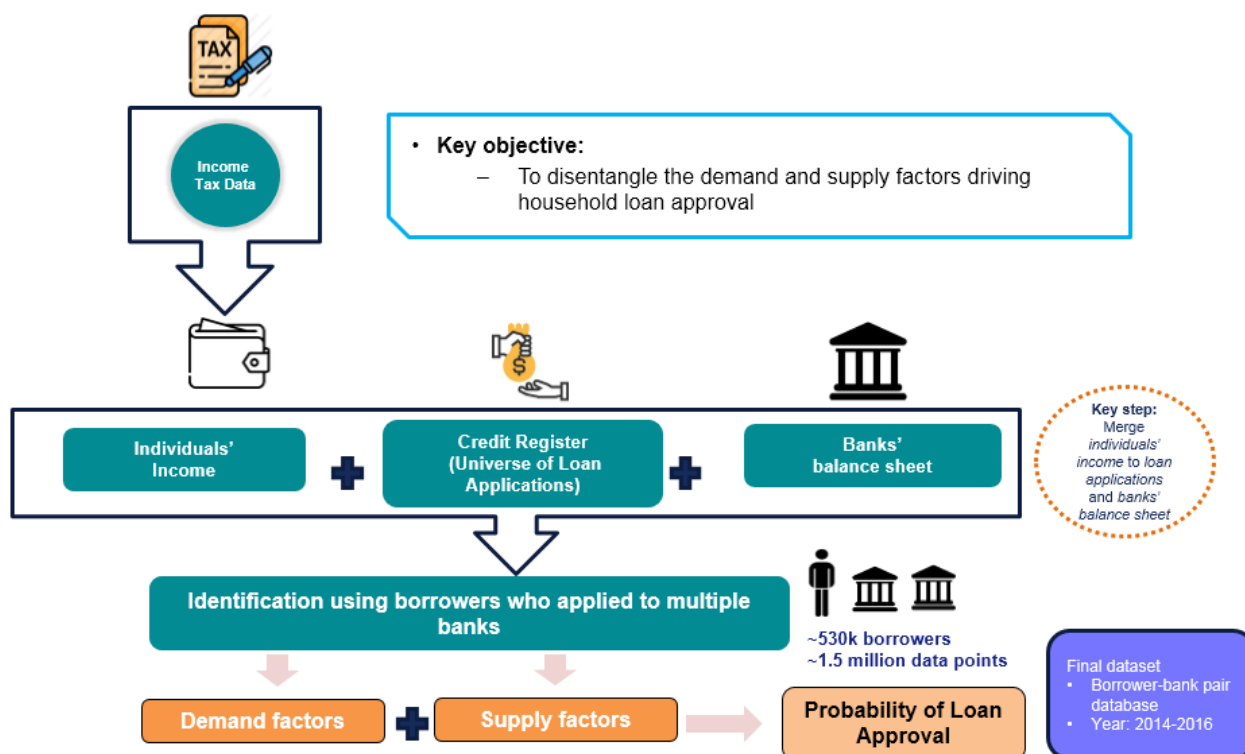 TAX
Income
Tax Data
• Key objective:
– To disentangle the demand and supply factors driving
household loan approval
$
Individuals'
Income
Credit Register
(Universe of Loan
Applications)
Banks'
balance sheet
Key step:
Merge
individuals'
income to loan
applications
and banks'
balance sheet
Identification using borrowers who applied to multiple
banks
~530k borrowers
~1.5 million data points
Demand factors
Supply factors
Probability of Loan
Approval
Final dataset
• Borrower-bank pair
database
• Year: 2014-2016